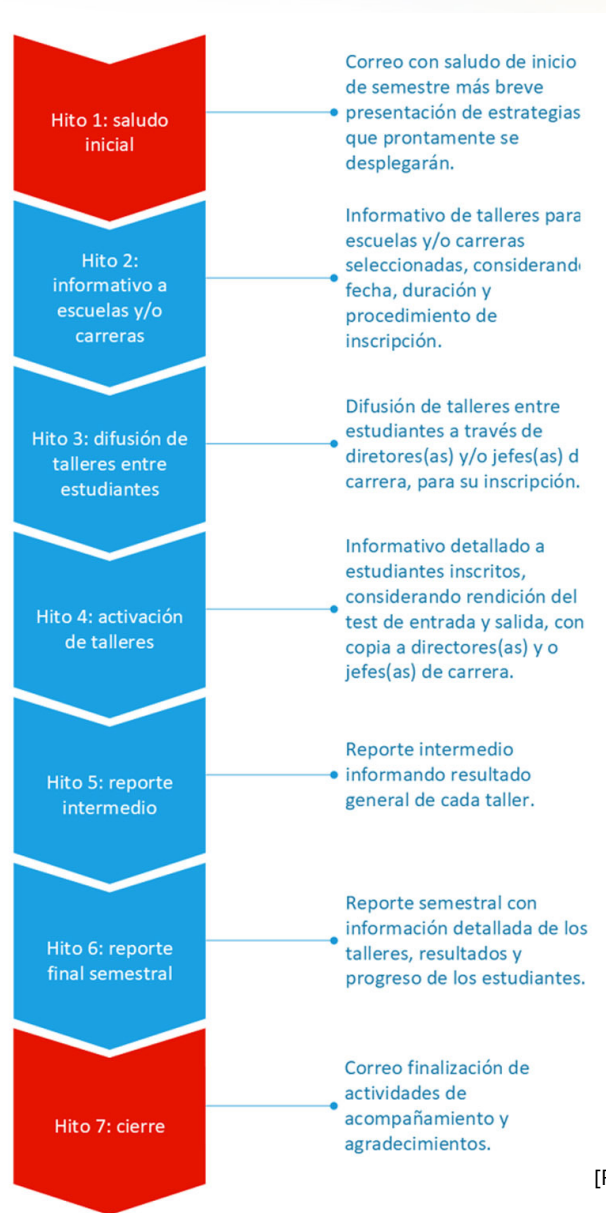 Hito 1: saludo
inicial
Correo con saludo de inicio
de semestre más breve
presentación de estrategias
que prontamente se
desplegarán.
Hito 2:
informativo a
escuelas y/o
carreras
Informativo de talleres para
escuelas y/o carreras
seleccionadas, considerand
fecha, duración y
procedimiento de
inscripción.
Hito 3: difusión de
talleres entre
estudiantes
Difusión de talleres entre
estudiantes a través de
diretores(as) y/o jefes(as) d
carrera, para su inscripción.
Hito 4: activación
de talleres
Informativo detallado a
estudiantes inscritos,
considerando rendición del
test de entrada y salida, con
copia a directores(as) y o
jefes(as) de carrera.
Hito 5: reporte
intermedio
Reporte intermedio
informando resultado
general de cada taller.
Hito 6: reporte
final semestral
Reporte semestral con
información detallada de los
talleres, resultados y
progreso de los estudiantes.
Hito 7: cierre
Correo finalización de
actividades de
acompañamiento y
agradecimientos.